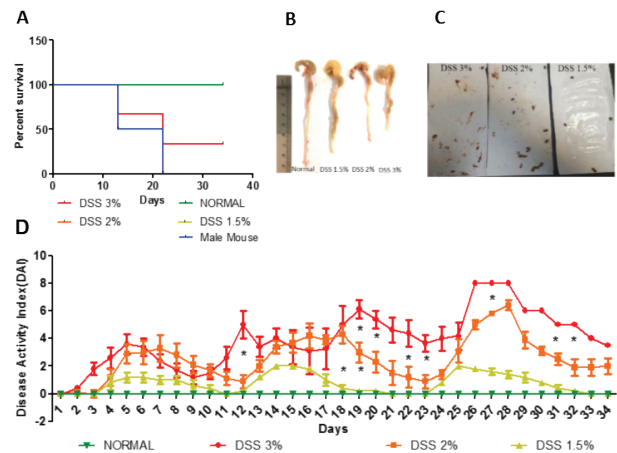 A
Percent survival
150
100
50
0
0 10 20 30 40
Days
DSS 3% NORMAL
DSS 2% DSS 1.5%
Male Mouse
B
Normal DSS 1.5% DSS 2% DSS 3%
C
DSS 3% DSS 2% DSS 1.5%
D
Disease Activity Index(DAI)
10
8
6
4
2
0
-2
* * * * * * * * * *
1 2 3 4 5 6 7 8 9 10 11 12 13 14 15 16 17 18 19 20 21 22 23 24 25 26 27 28 29 30 31 32 33 34
Days
NORMAL DSS 3% DSS 2% DSS 1.5%